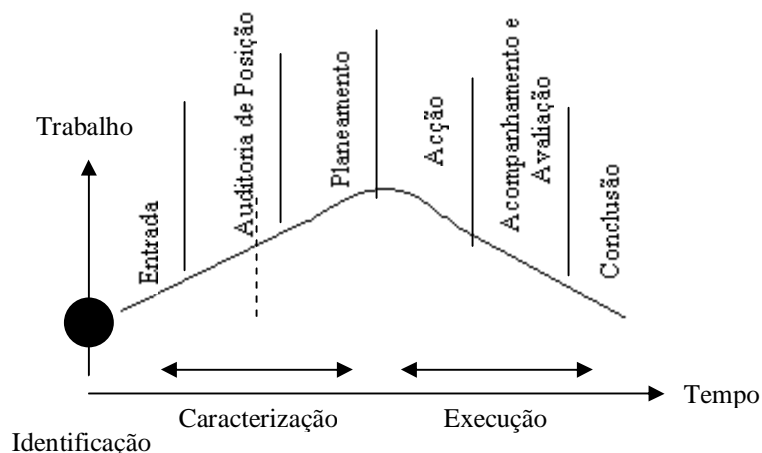 Trabalho
Entrada
Auditoria de Posição
Planeamento
Acção
Acompanhamento e
Avaliação
Conclusão
Tempo
Caracterização
Execução
Identificação